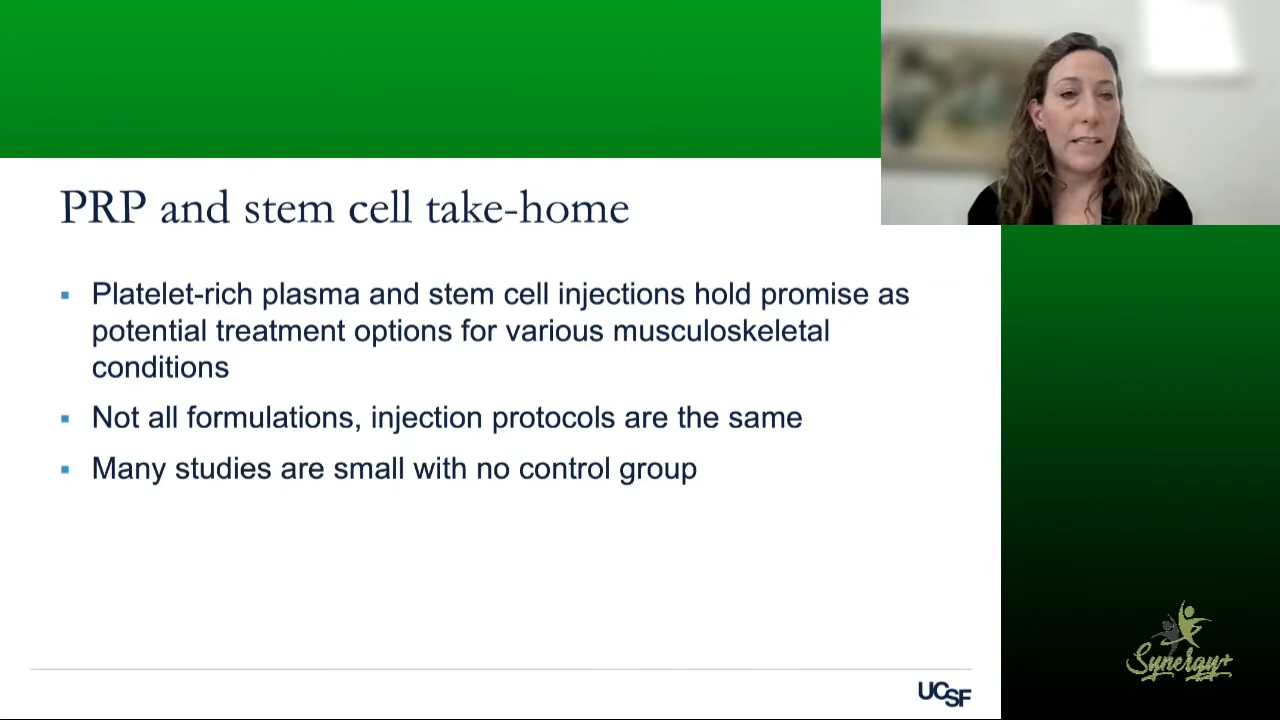 PRP and stem cell take-home
▪ Platelet-rich plasma and stem cell injections hold promise as
potential treatment options for various musculoskeletal
conditions
▪ Not all formulations, injection protocols are the same
▪ Many studies are small with no control group
UCSF
Synergy+